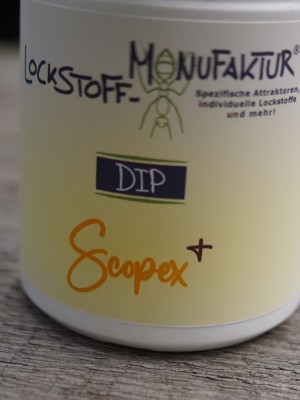 LOCKSTOFF-MANUFAKTUR®
Spezifische Attraktoren,
individuelle Lockstoffe
und mehr!
DIP
Scopex+